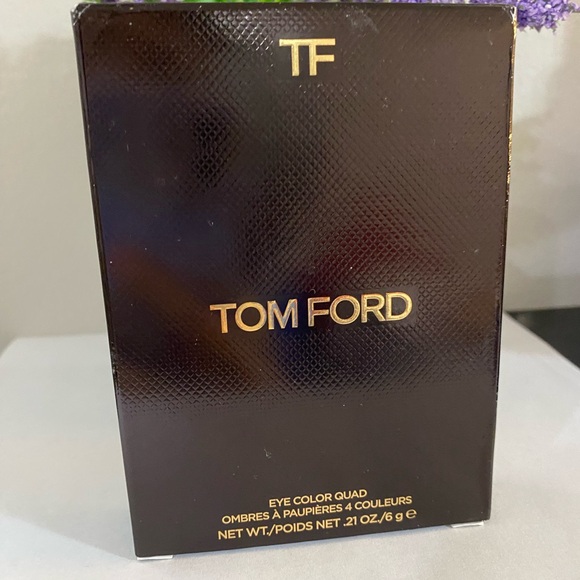 TF
TOM FORD
EYE COLOR QUAD
OMBRES À PAUPIÈRES 4 COULEURS
NET WT./POIDS NET .21 OZ./6 g ℮